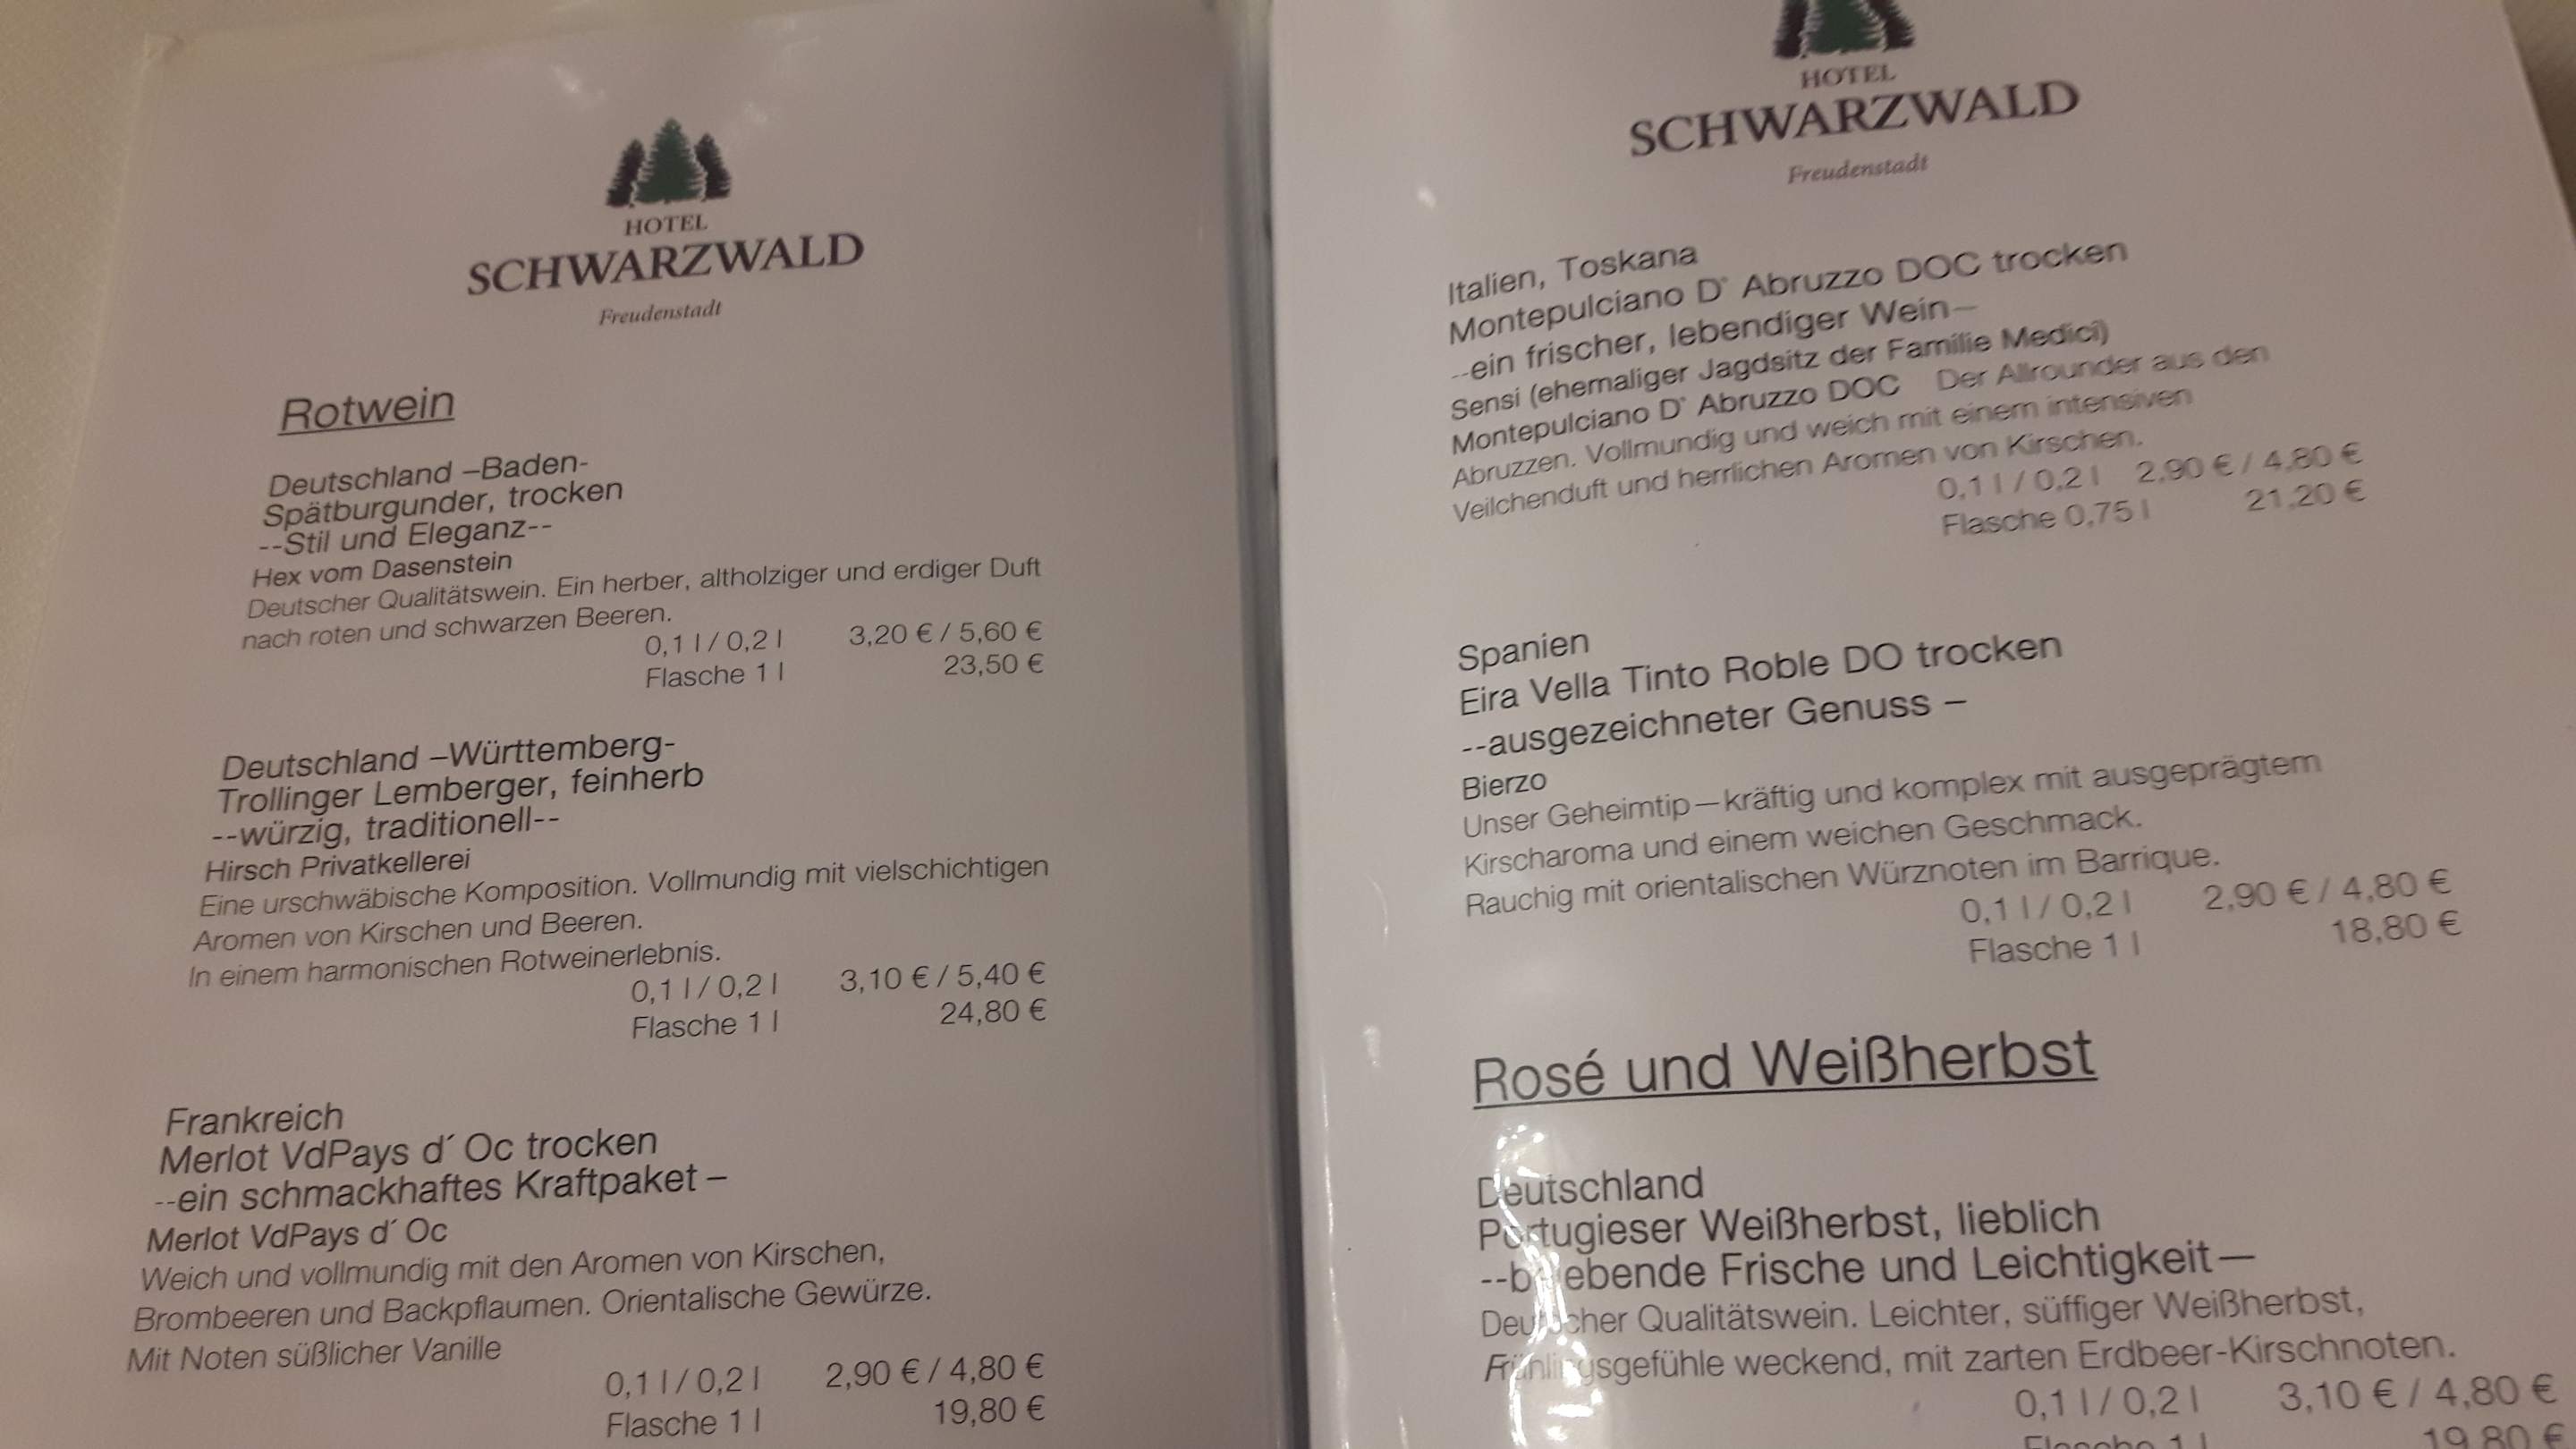 HOTEL
SCHWARZWALD
Freudenstadt
Rotwein
Deutschland –Baden-
Spätburgunder, trocken
--Stil und Eleganz--
Hex vom Dasenstein
Deutscher Qualitätswein. Ein herber, altholziger und erdiger Duft
nach roten und schwarzen Beeren.
0,1 l / 0,2 l 3,20 € / 5,60 €
Flasche 1 l 23,50 €
Deutschland –Württemberg-
Trollinger Lemberger, feinherb
--würzig, traditionell--
Hirsch Privatkellerei
Eine urschwäbische Komposition. Vollmundig mit vielschichtigen
Aromen von Kirschen und Beeren.
In einem harmonischen Rotweinerlebnis.
0,1 l / 0,2 l 3,10 € / 5,40 €
Flasche 1 l 24,80 €
Frankreich
Merlot VdPays d´ Oc trocken
--ein schmackhaftes Kraftpaket –
Merlot VdPays d´ Oc
Weich und vollmundig mit den Aromen von Kirschen,
Brombeeren und Backpflaumen. Orientalische Gewürze.
Mit Noten süßlicher Vanille
0,1 l / 0,2 l 2,90 € / 4,80 €
Flasche 1 l 19,80 €
HOTEL
SCHWARZWALD
Freudenstadt
Italien, Toskana
Montepulciano D` Abruzzo DOC trocken
--ein frischer, lebendiger Wein–
Sensi (ehemaliger Jagdsitz der Familie Medici)
Montepulciano D` Abruzzo DOC Der Allrounder aus den
Abruzzen. Vollmundig und weich mit einem intensiven
Veilchenduft und herrlichen Aromen von Kirschen.
0,1 l / 0,2 l 2,90 € / 4,80 €
Flasche 0,75 l 21,20 €
Spanien
Eira Vella Tinto Roble DO trocken
--ausgezeichneter Genuss –
Bierzo
Unser Geheimtip – kräftig und komplex mit ausgeprägtem
Kirscharoma und einem weichen Geschmack.
Rauchig mit orientalischen Würznoten im Barrique.
0,1 l / 0,2 l 2,90 € / 4,80 €
Flasche 1 l 18,80 €
Rosé und Weißherbst
Deutschland
Portugieser Weißherbst, lieblich
--belebende Frische und Leichtigkeit –
Deutscher Qualitätswein. Leichter, süffiger Weißherbst,
Frühlingsgefühle weckend, mit zarten Erdbeer-Kirschnoten.
0,1 l / 0,2 l 3,10 € / 4,80 €
Flasche 1 l 19,80 €